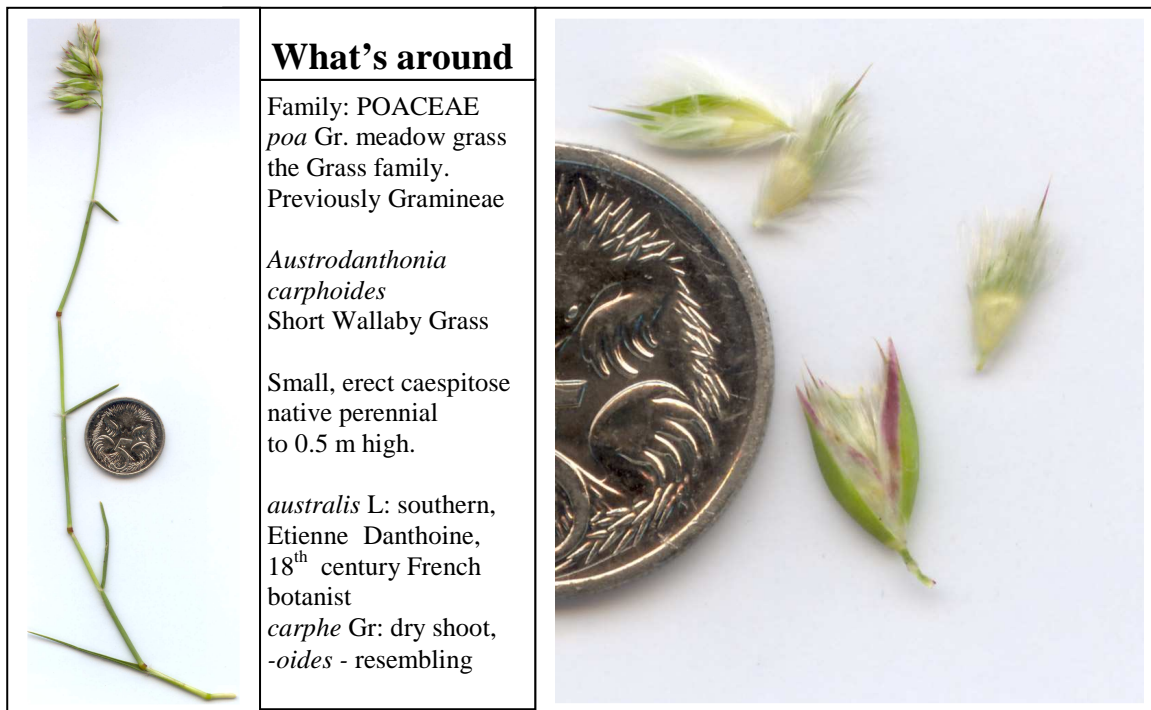 What’s around
Family: POACEAE
poa Gr. meadow grass
the Grass family.
Previously Gramineae
Austrodanthonia
carphoides
Short Wallaby Grass
Small, erect caespitose
native perennial
to 0.5 m high.
australis L: southern,
Etienne Danthoine,
18th century French
botanist
carphe Gr: dry shoot,
-oides - resembling